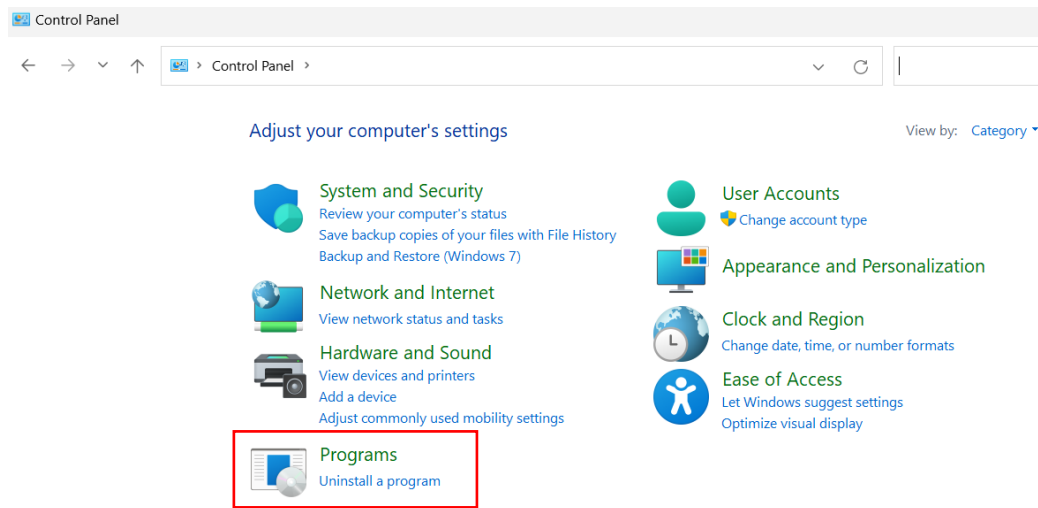 Control Panel
Control Panel
Adjust your computer's settings
View by: Category
System and Security
Review your computer's status
Save backup copies of your files with File History
Backup and Restore (Windows 7)
Network and Internet
View network status and tasks
Hardware and Sound
View devices and printers
Add a device
Adjust commonly used mobility settings
Programs
Uninstall a program
User Accounts
Change account type
Appearance and Personalization
Clock and Region
Change date, time, or number formats
Ease of Access
Let Windows suggest settings
Optimize visual display